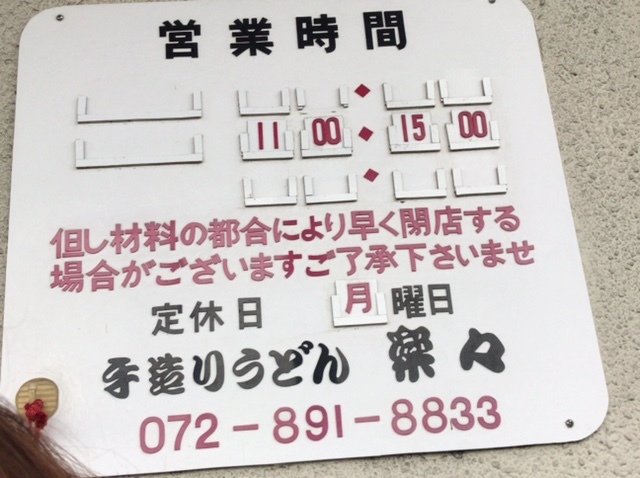 営業時間
11 00 ◆ 15 00
但し材料の都合により早く閉店する
場合がございますご了承下さいませ
定休日 月曜日
手造りうどん 粲々
072-891-8833